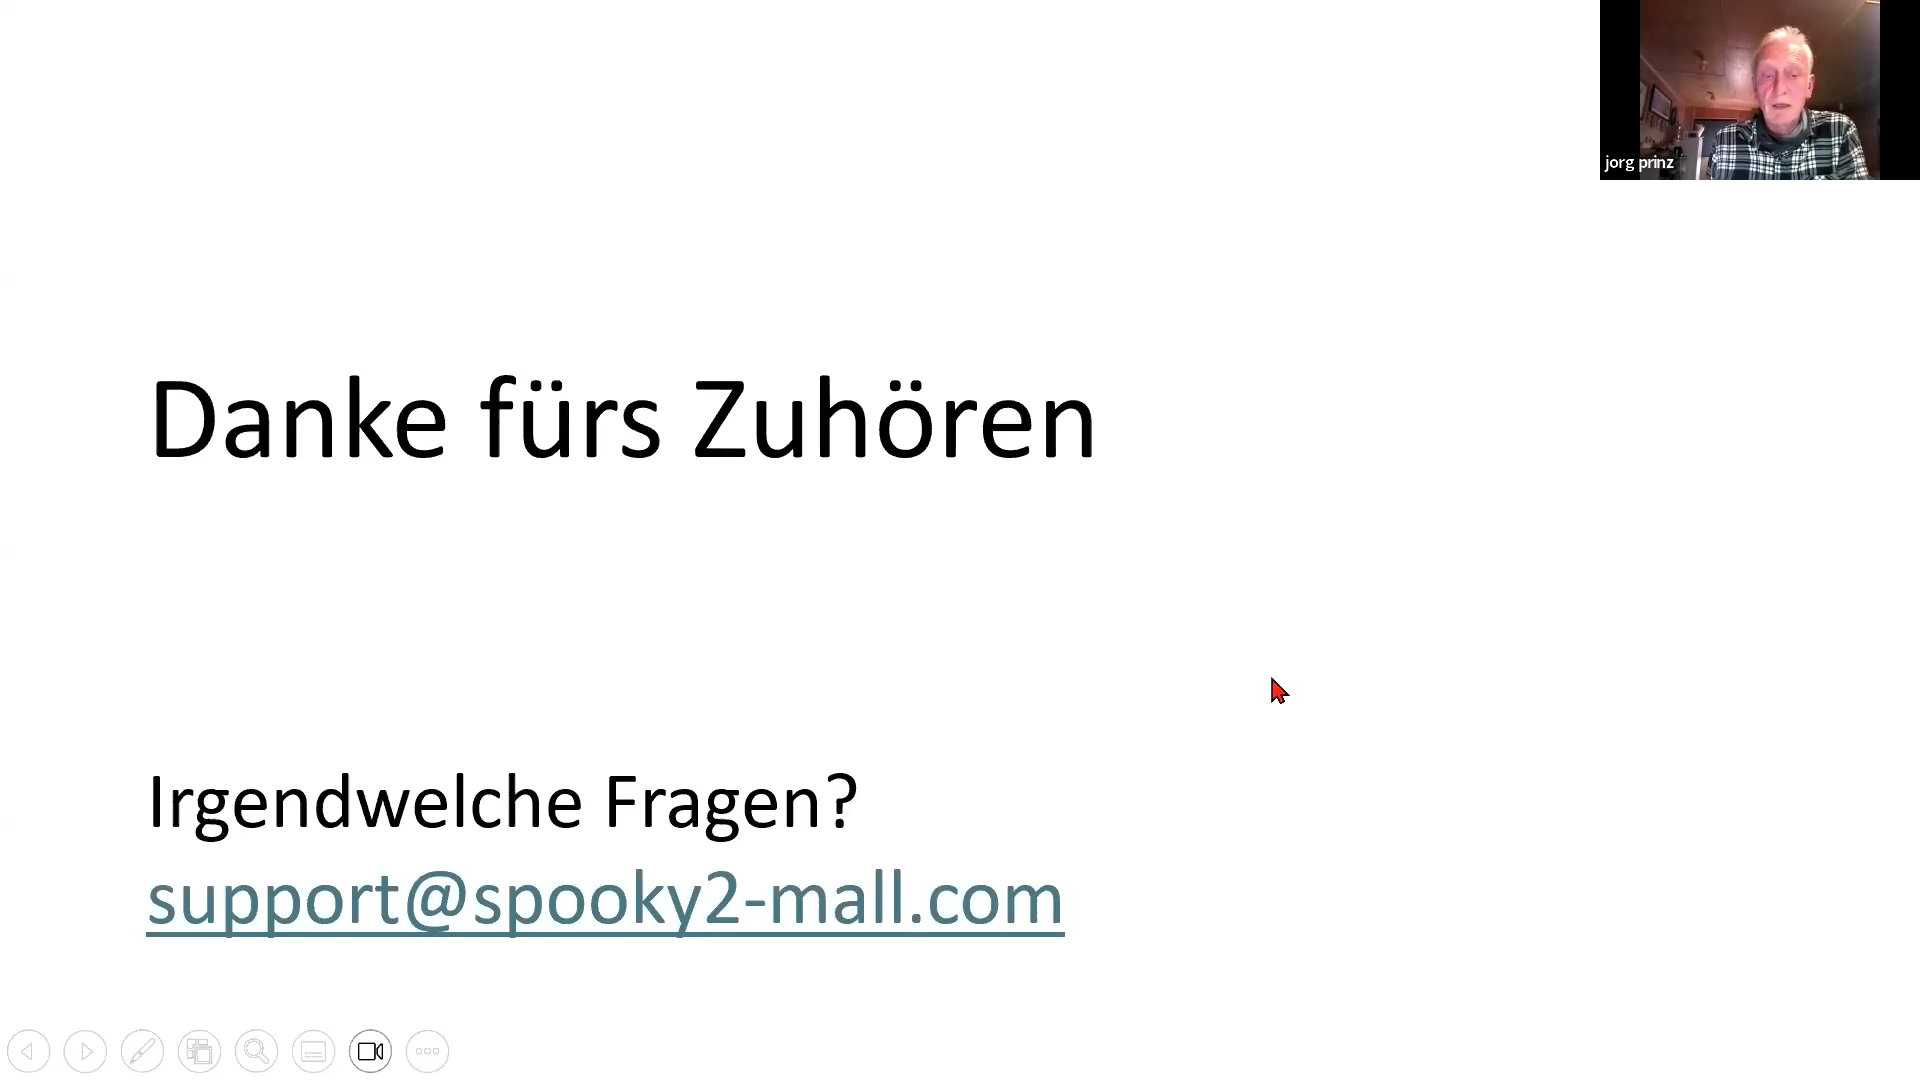 jorg prinz
Danke fürs Zuhören
Irgendwelche Fragen?
support@spooky2-mall.com